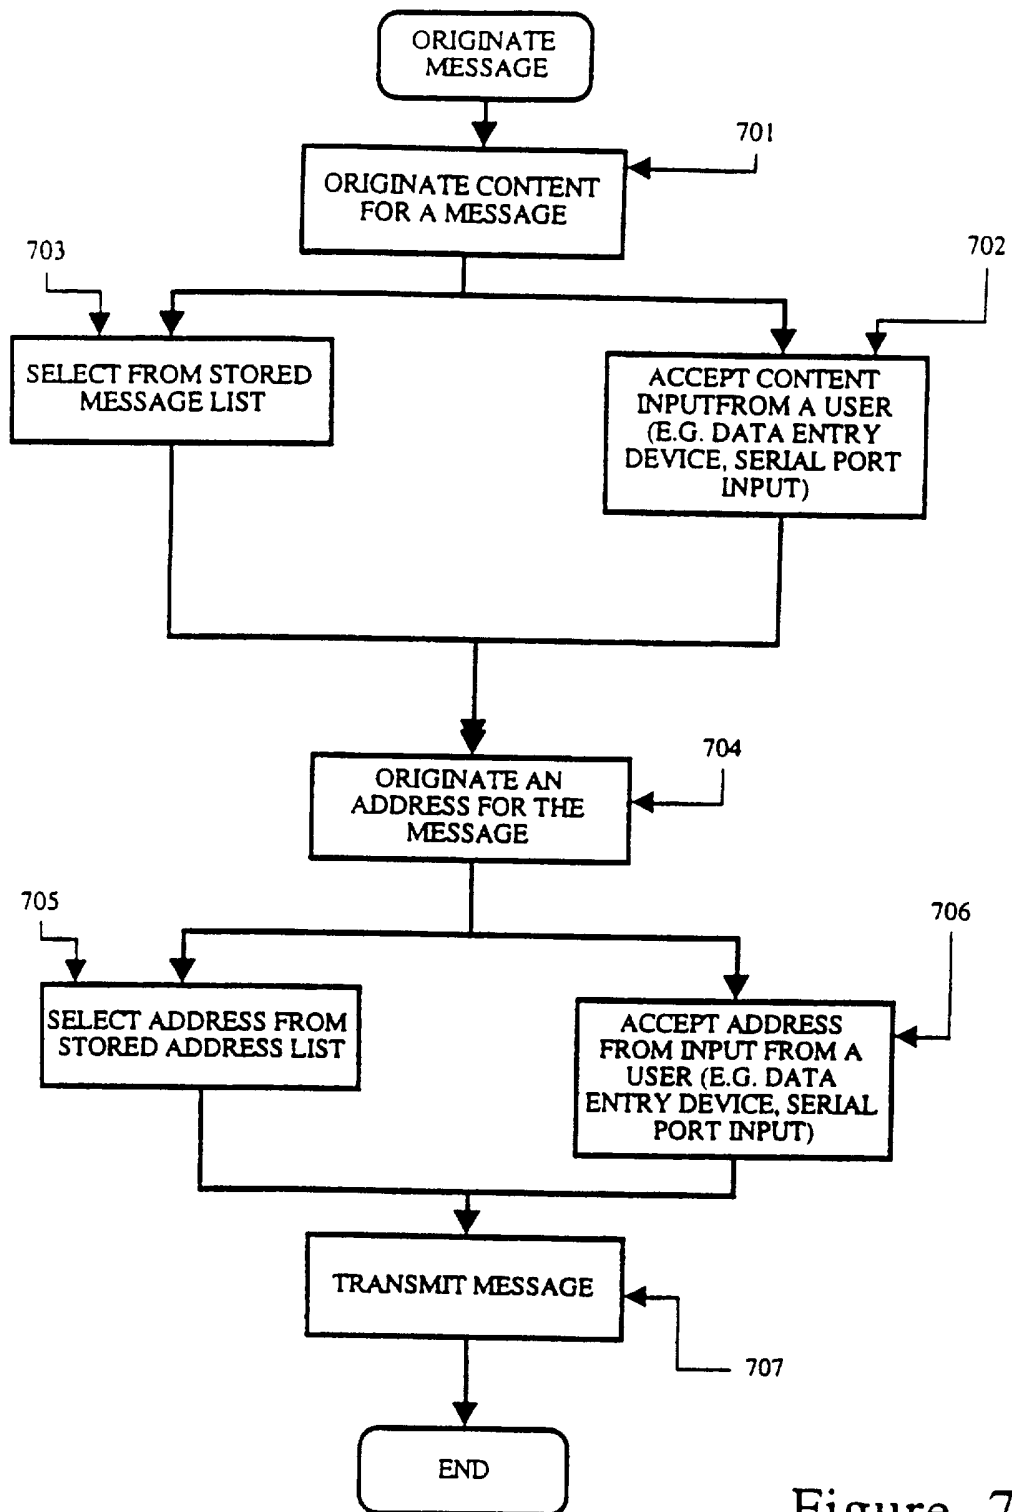 ORIGINATE
MESSAGE
701
ORIGINATE CONTENT
FOR A MESSAGE
703
702
SELECT FROM STORED
MESSAGE LIST
ACCEPT CONTENT
INPUTFROM A USER
(E.G. DATA ENTRY
DEVICE, SERIAL PORT
INPUT)
704
ORIGINATE AN
ADDRESS FOR THE
MESSAGE
705
706
SELECT ADDRESS FROM
STORED ADDRESS LIST
ACCEPT ADDRESS
FROM INPUT FROM A
USER (E.G. DATA
ENTRY DEVICE, SERIAL
PORT INPUT)
TRANSMIT MESSAGE
707
END
Figure 7